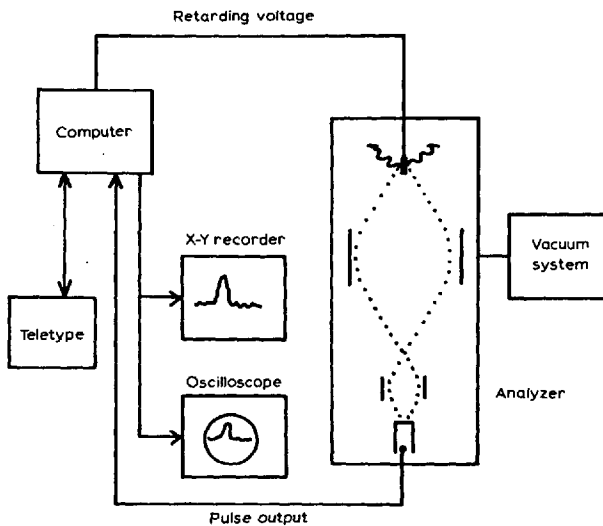 Retarding voltage
Computer
X-Y recorder
Vacuum
system
Teletype
Oscilloscope
Analyzer
Pulse output